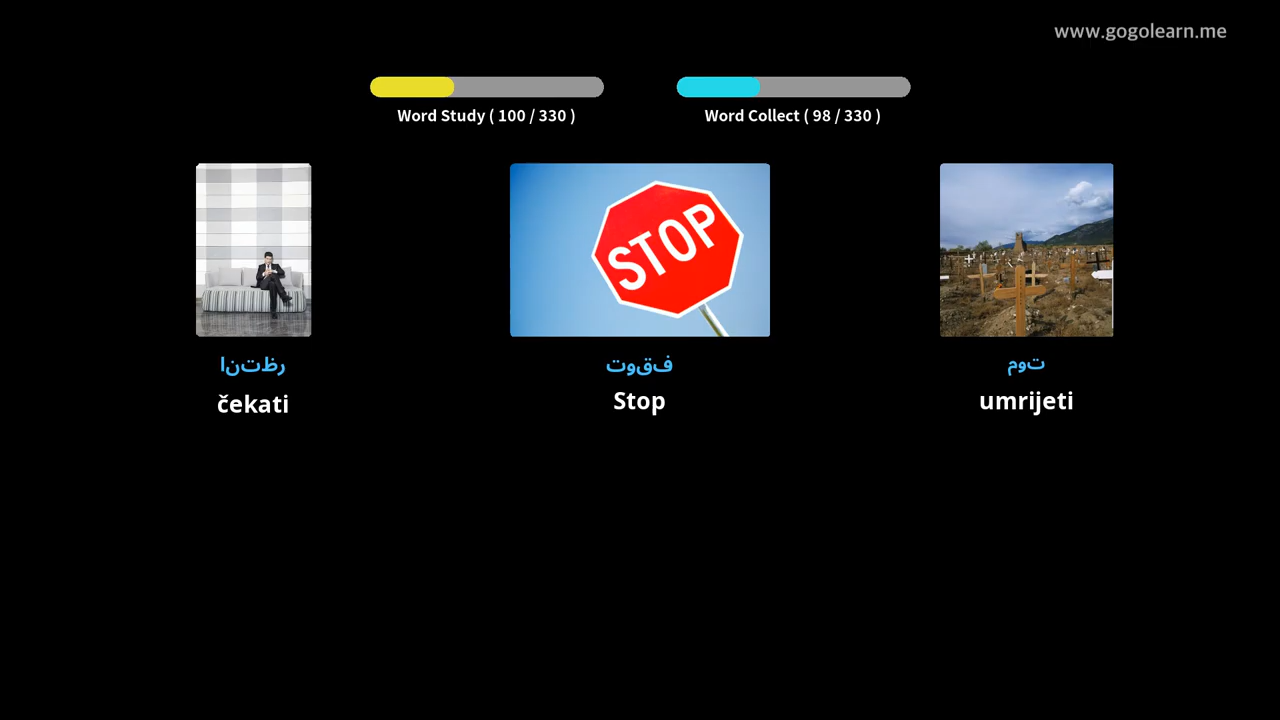 www.gogolearn.me
Word Study ( 100 / 330 )
Word Collect ( 98 / 330 )
رظتنا
čekati
STOP
فقوت
Stop
توم
umrijeti